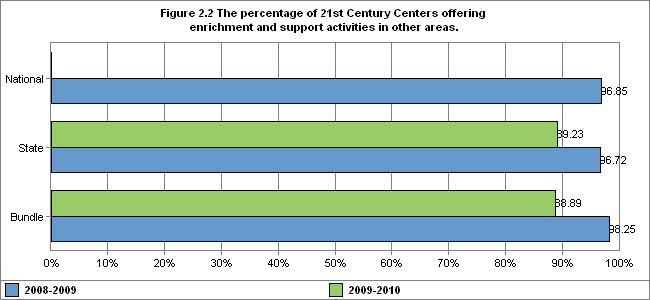 Figure 2.2 The percentage of 21st Century Centers offering
enrichment and support activities in other areas.
National
96.85
89.23
State
96.72
88.89
Bundle
98.25
0% 10% 20% 30% 40% 50% 60% 70% 80% 90% 100%
2008-2009 2009-2010